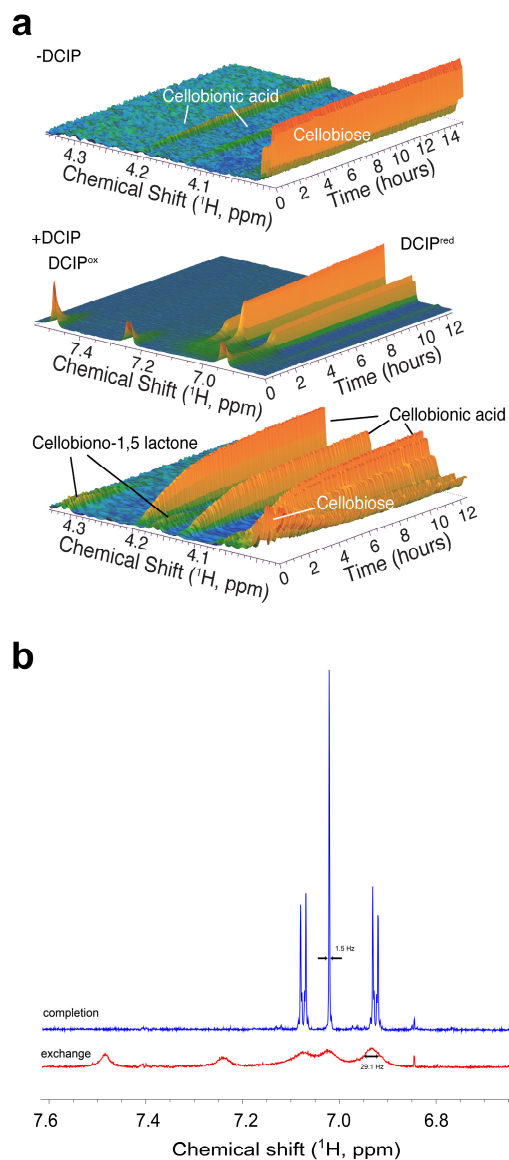 a
-DCIP
Cellobionic acid
Cellobiose
4.3
4.2
4.1
Chemical Shift (¹H, ppm)
0
2
4
6
8
10
12
14
Time (hours)
+DCIP
DCIPᵒˣ
DCIPʳᵉᵈ
7.4
7.2
7.0
Chemical Shift (¹H, ppm)
0
2
4
6
8
10
12
Time (hours)
Cellobionic acid
Cellobiono-1,5 lactone
Cellobiose
4.3
4.2
4.1
Chemical Shift (¹H, ppm)
0
2
4
6
8
10
12
Time (hours)
b
1.5 Hz
completion
exchange
29.1 Hz
7.6 7.4 7.2 7.0 6.8
Chemical shift (¹H, ppm)